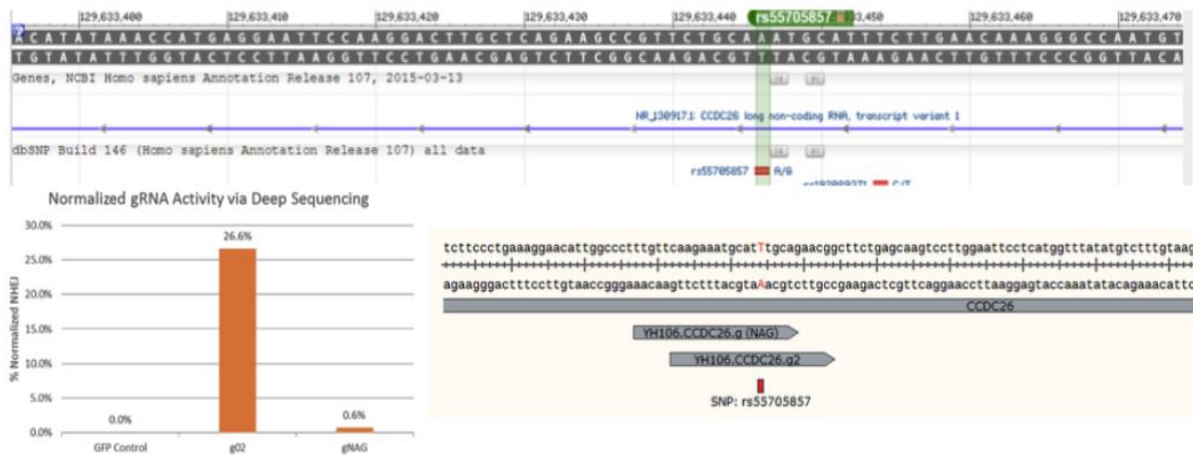 129,633,400 129,633,410 129,633,420 129,633,430 129,633,440 rs55705857 450 129,633,460 129,633,470
A C A T A T A A A C C A T G A G G A A T T C C A A G G A C T T G C T C A G A A G C C G T T C T G C A A A T G C A T T T C T T G A A C A A A G G G C C A A T G T
T G T A T A T T T G G T A C T C C T T A A G G T T C C T G A A C G A G T C T T C G G C A A G A C G T T T A C G T A A A G A A C T T G T T T C C C G G T T A C A
Genes, NCBI Homo sapiens Annotation Release 107, 2015-03-13
NR_130917.1: CCDC26 long non-coding RNA, transcript variant 1
dbSNP Build 146 (Homo sapiens Annotation Release 107) all data
rs55705857 A/G
C/T
Normalized gRNA Activity via Deep Sequencing
% Normalized NHEJ
30.0%
25.0%
20.0%
15.0%
10.0%
5.0%
0.0%
0.0%
26.6%
0.6%
GFP Control g02 gNAG
tcttccctgaaaggaacattggccctttgttcaagaaatgcatTtgcagaacggcttctgagcaagtccttggaattcctcatggtttatatgtctttgtaag
agaagggactttccttgtaaccgggaaacaagttctttacgtaAacgtcttgccgaagactcgttcaggaaccttaaggagtaccaaatatacagaaacattc
CCDC26
YH106.CCDC26.g (NAG)
YH106.CCDC26.g2
SNP: rs55705857